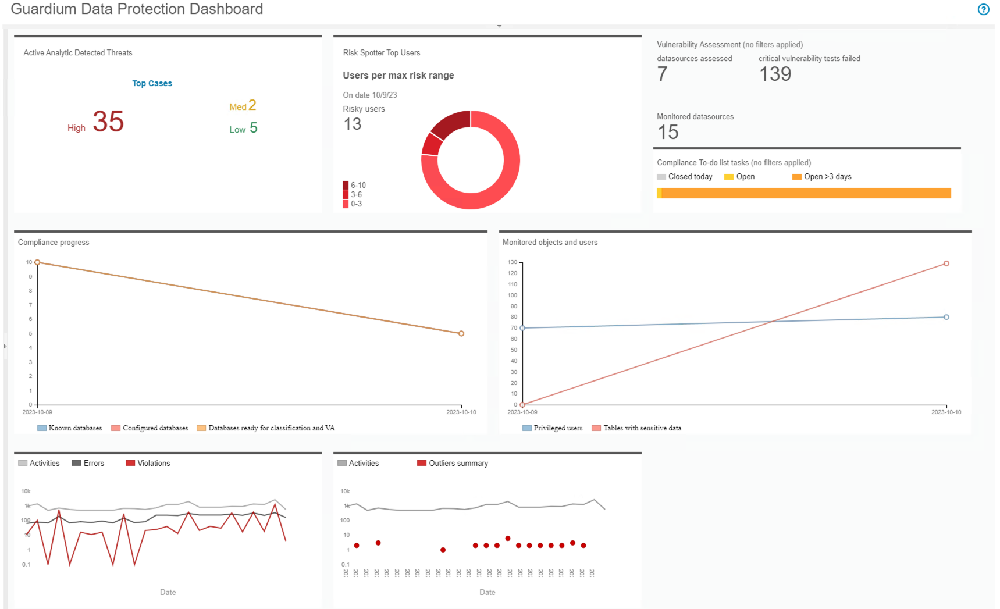 Guardium Data Protection Dashboard
?
Active Analytic Detected Threats
Top Cases
High 35
Med 2
Low 5
Risk Spotter Top Users
Users per max risk range
On date 10/9/23
Risky users
13
6-10
3-6
0-3
Vulnerability Assessment (no filters applied)
datasources assessed critical vulnerability tests failed
7 139
Monitored datasources
15
Compliance To-do list tasks (no filters applied)
Closed today Open Open >3 days
Compliance progress
10
9
8
7
6
5
4
3
2
1
0
2023-10-09 2023-10-10
Known databases Configured databases Databases ready for classification and VA
Monitored objects and users
130
120
110
100
90
80
70
60
50
40
30
20
10
0
2023-10-09 2023-10-10
Privileged users Tables with sensitive data
Activities Errors Violations
10k
1k
100
10
1
0.1
Date
Activities Outliers summary
10k
1k
100
10
1
0.1
Date